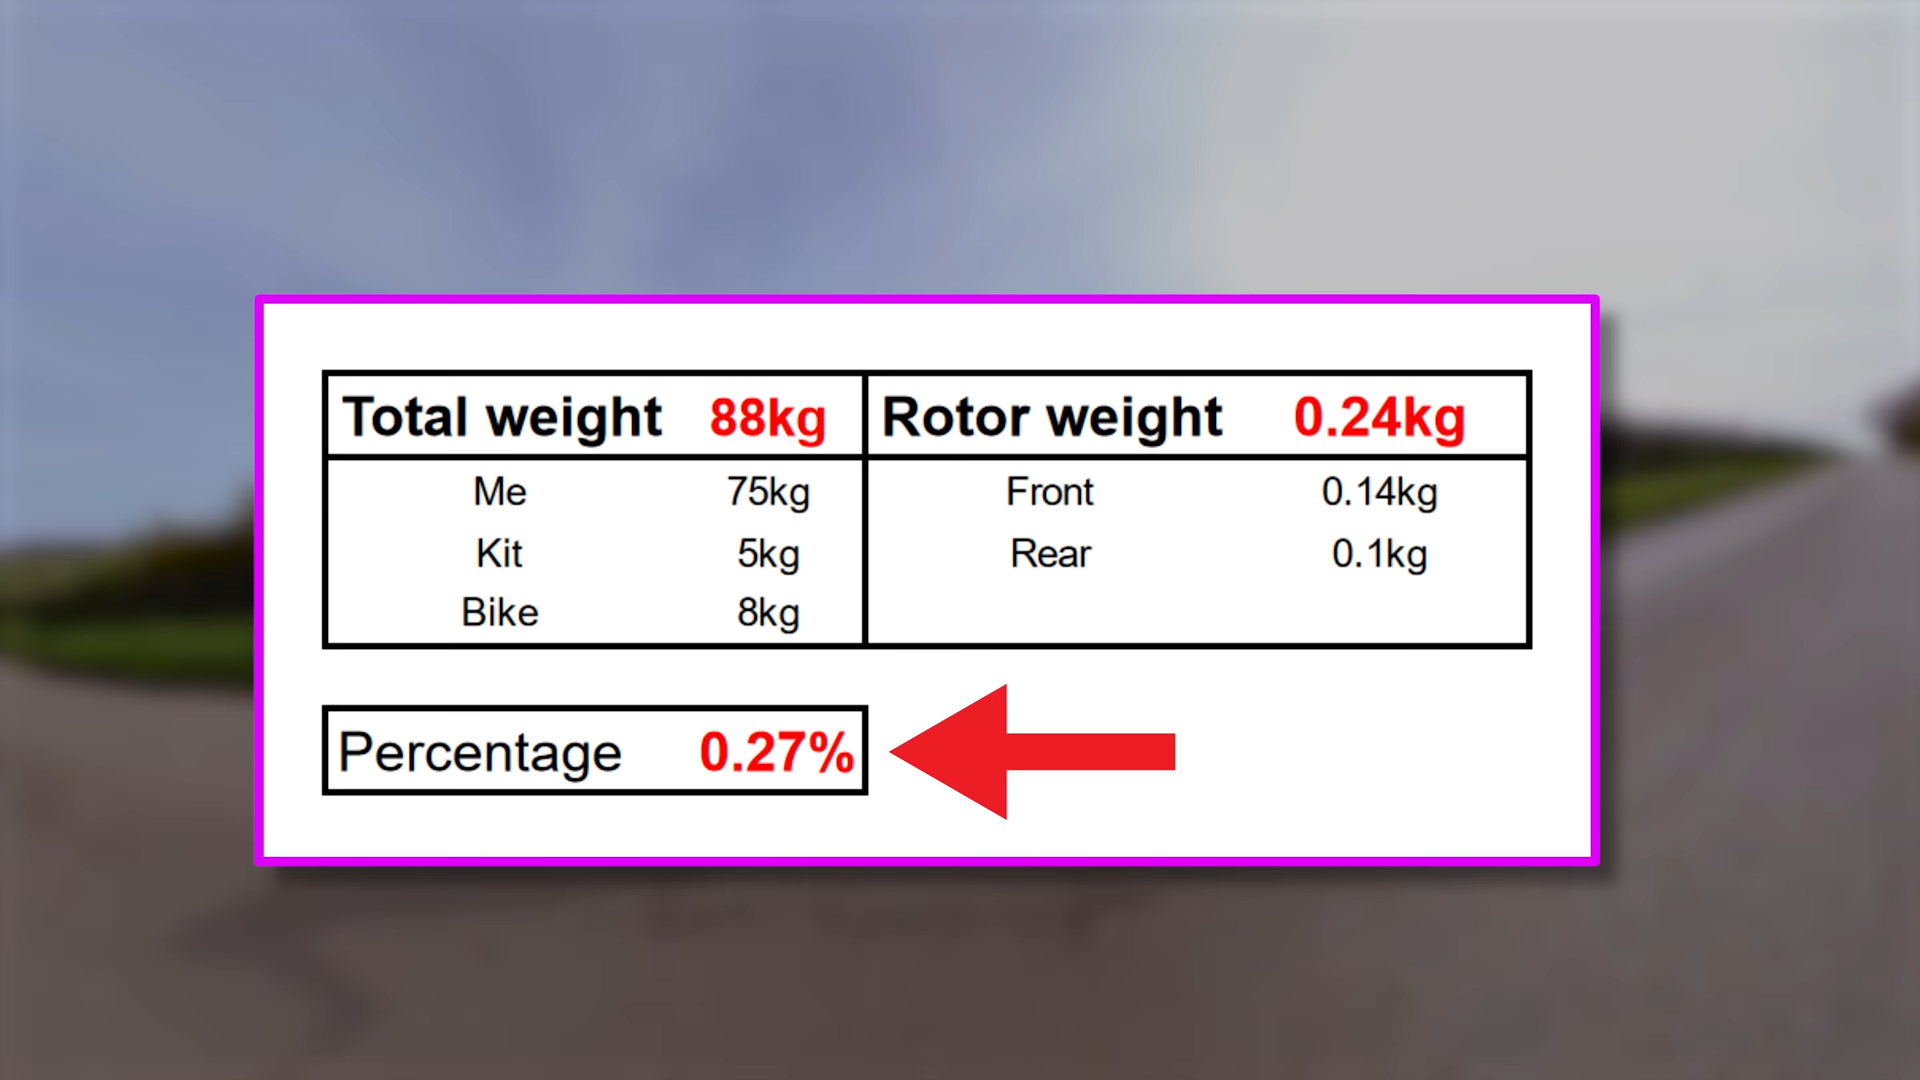 Total weight 88kg Rotor weight 0.24kg
Me 75kg Front 0.14kg
Kit 5kg Rear 0.1kg
Bike 8kg
Percentage 0.27%